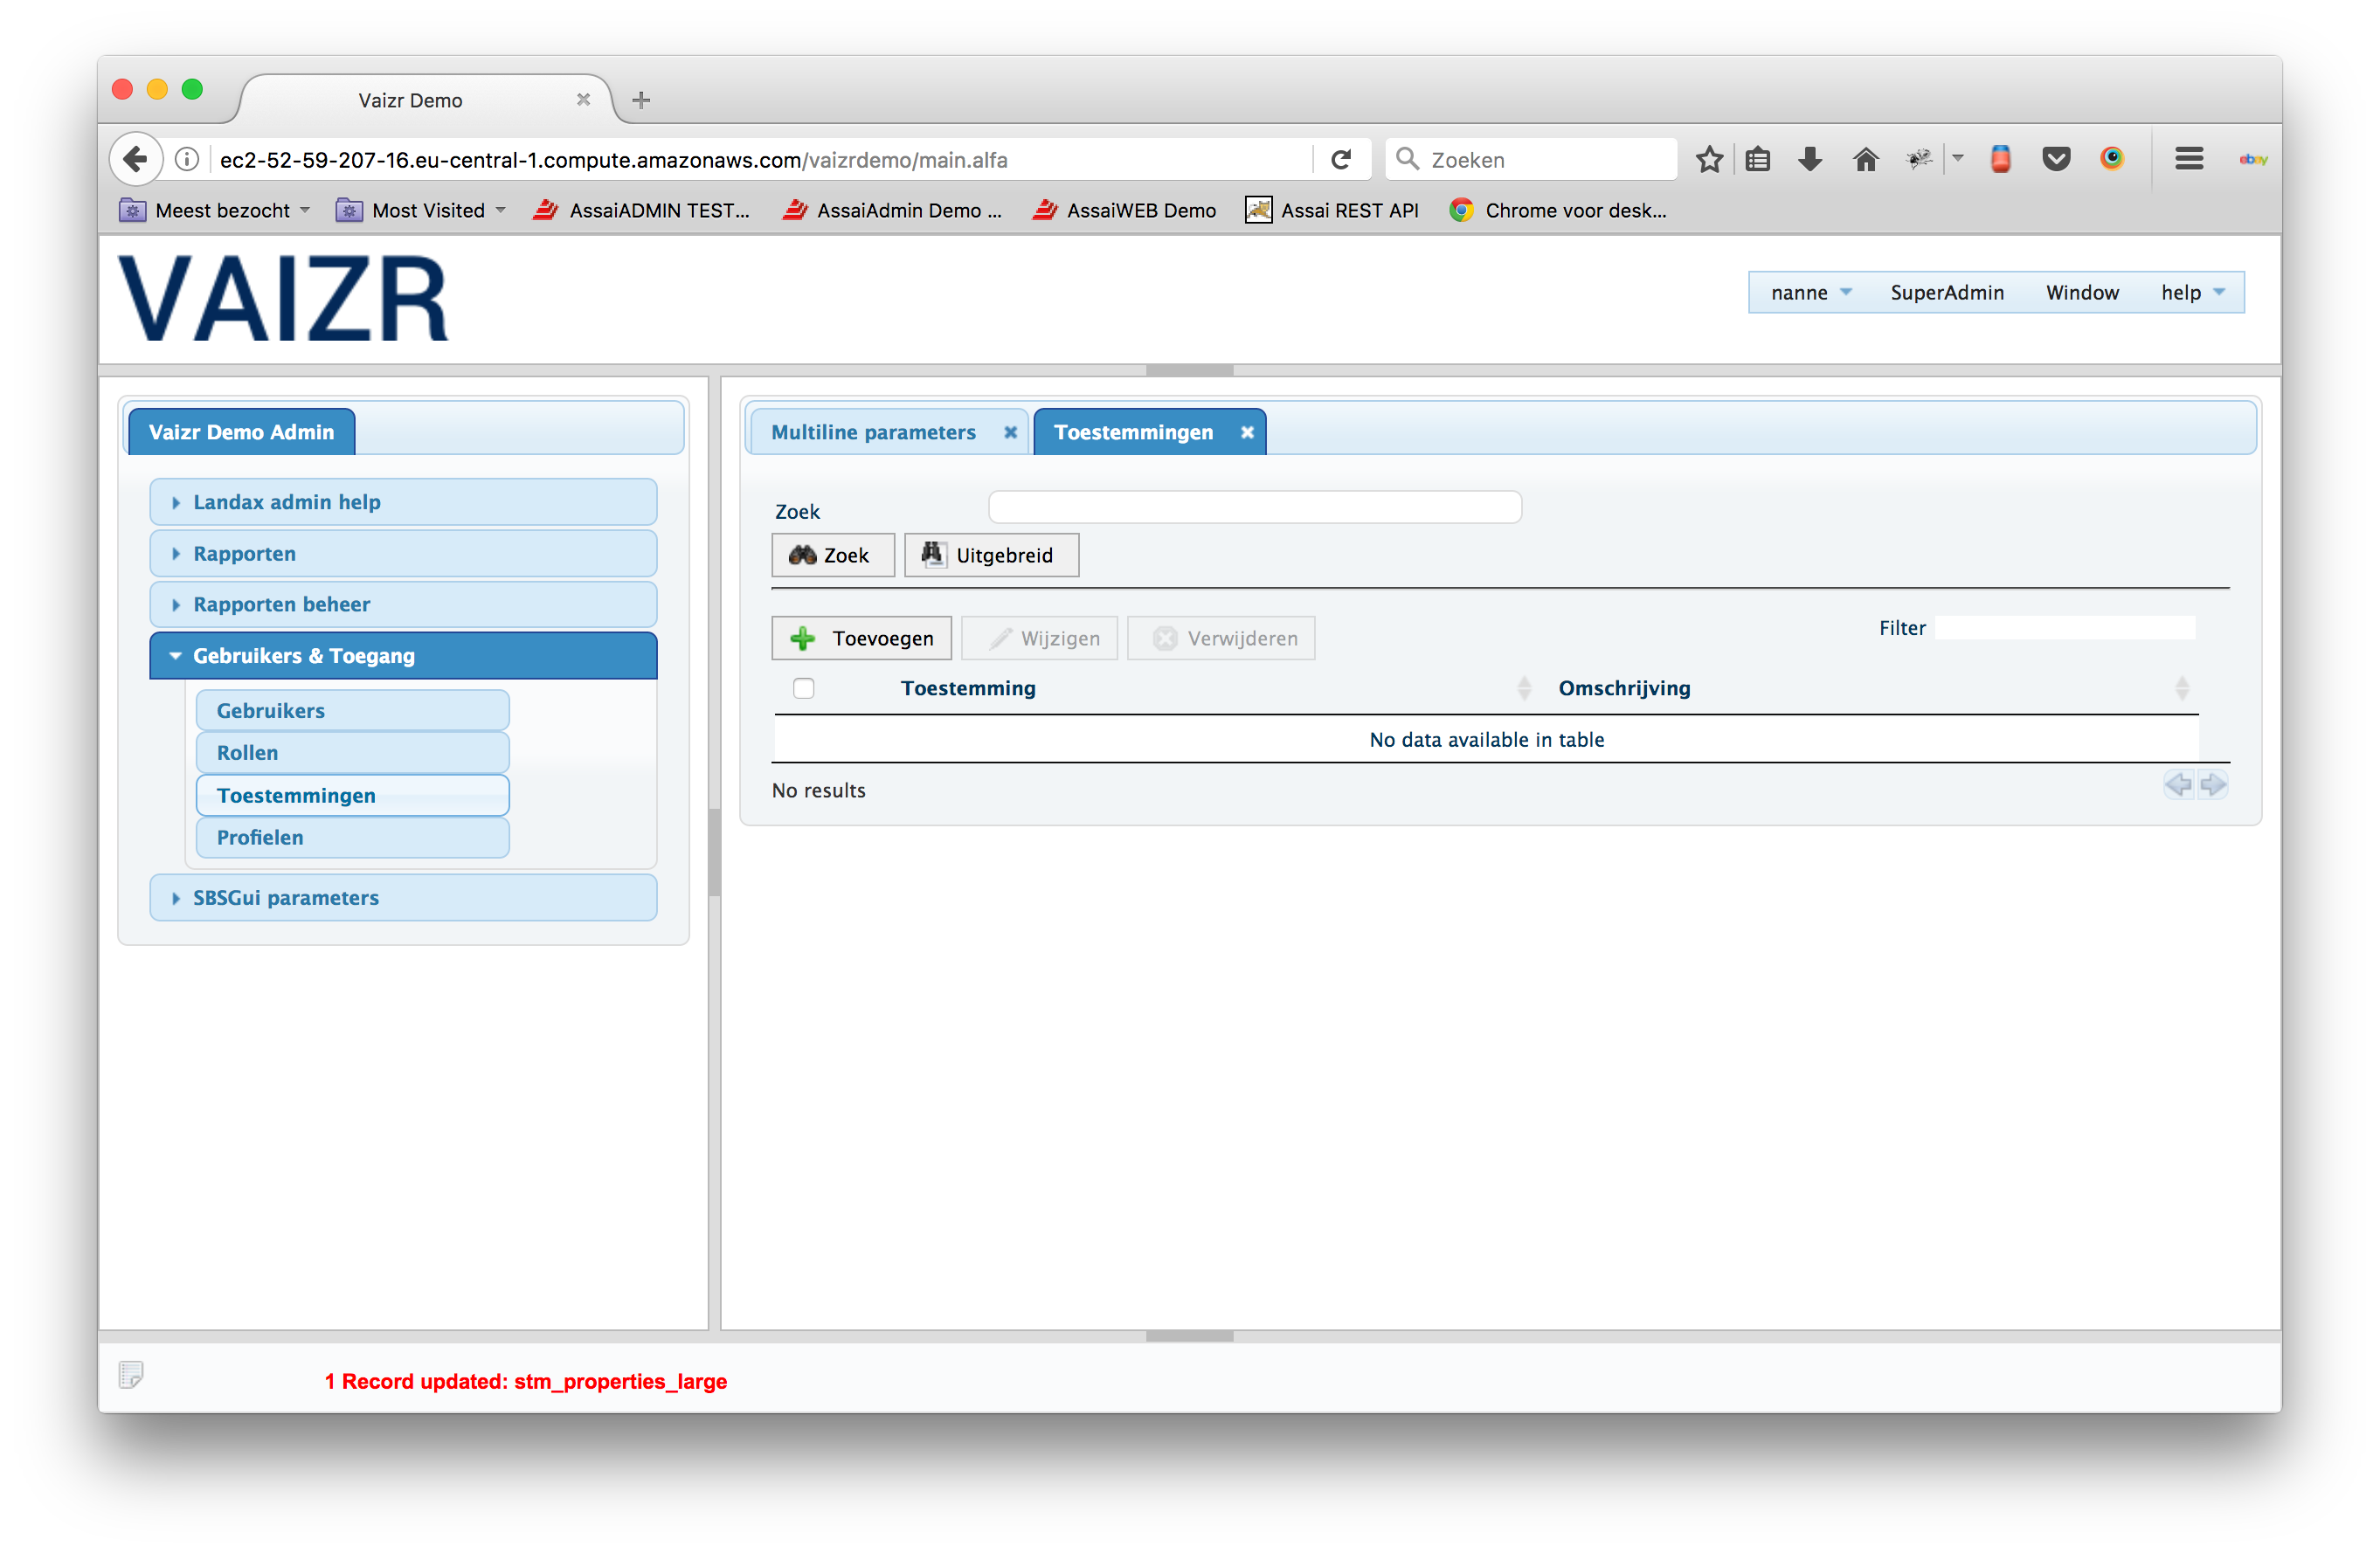 Vaizr Demo
ec2-52-59-207-16.eu-central-1.compute.amazonaws.com/vaizrdemo/main.alfa
Zoeken
ebay
Meest bezocht
Most Visited
AssaiADMIN TEST...
AssaiAdmin Demo ...
AssaiWEB Demo
Assai REST API
Chrome voor desk...
VAIZR
nanne
SuperAdmin
Window
help
Vaizr Demo Admin
Landax admin help
Rapporten
Rapporten beheer
Gebruikers & Toegang
Gebruikers
Rollen
Toestemmingen
Profielen
SBSGui parameters
Multiline parameters
Toestemmingen
Zoek
Zoek
Uitgebreid
Toevoegen
Wijzigen
Verwijderen
Filter
Toestemming
Omschrijving
No data available in table
No results
1 Record updated: stm_properties_large